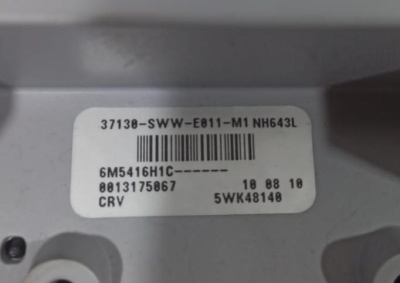 37130-SWW-E011-M1 NH643L
6M5416H1C------
0013175067 10 08 10
CRV 5WK48140